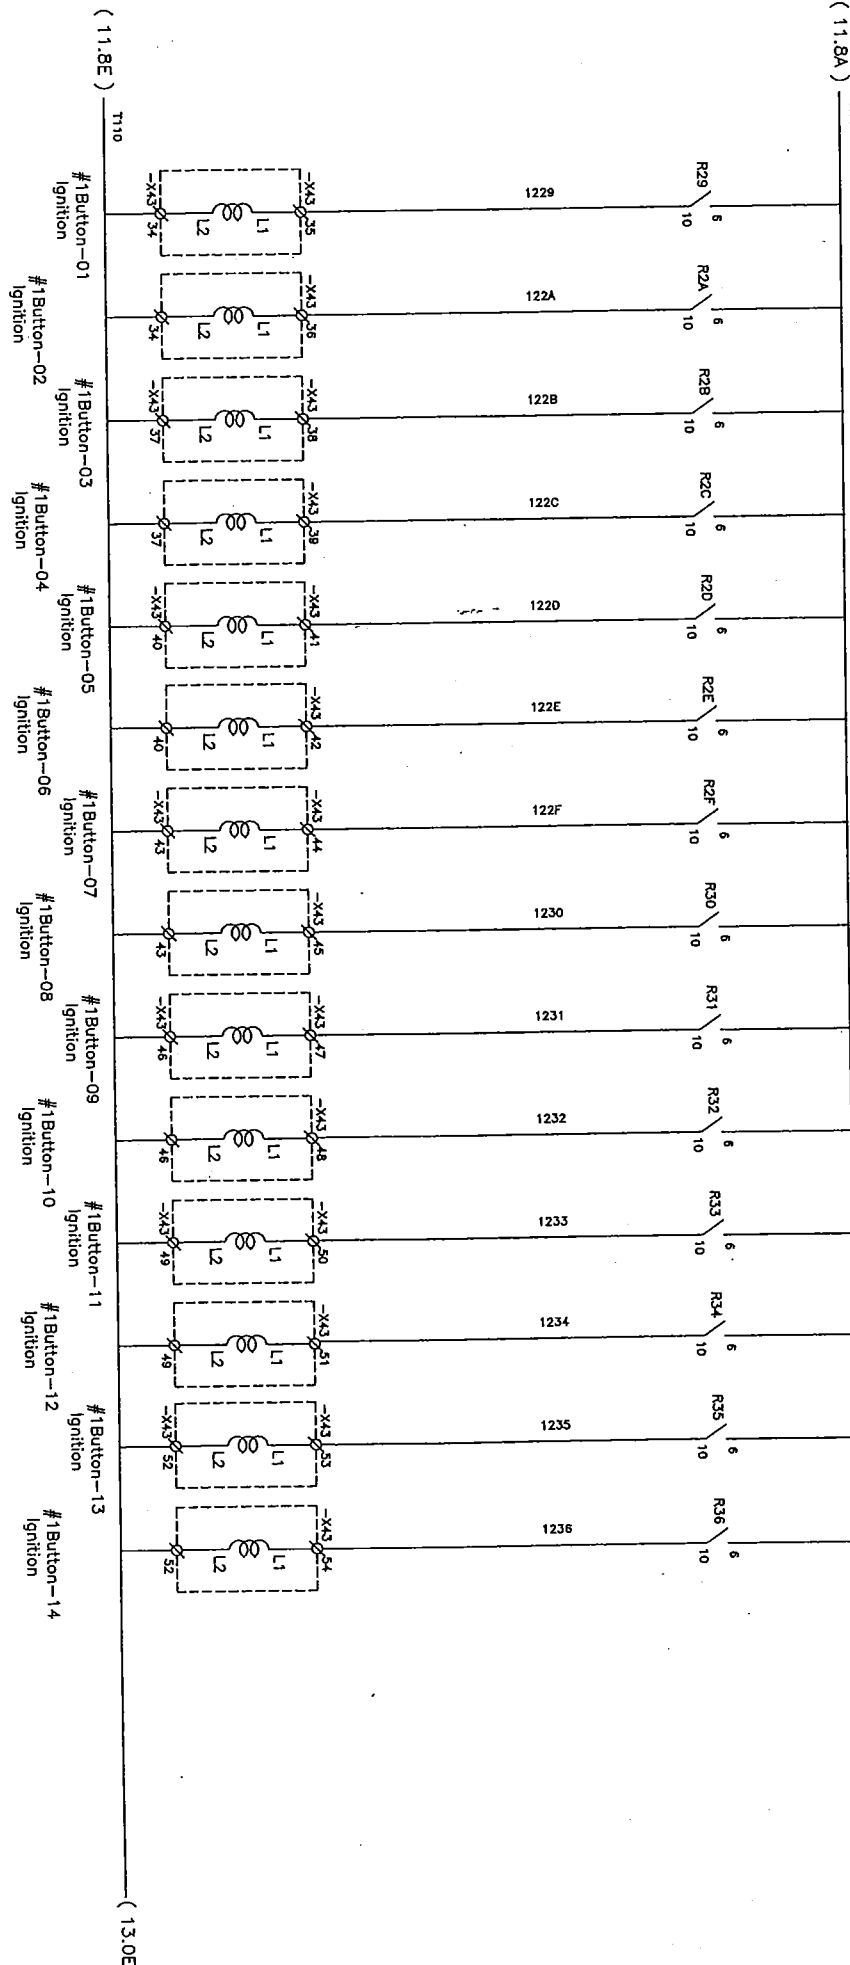 ( 11.8E )
( 11.8A )
T110
R29
6
10
1229
-X43
35
L1
L2
-X43
34
#1Button-01
Ignition
R2A
6
10
122A
-X43
36
L1
L2
34
#1Button-02
Ignition
R2B
6
10
122B
-X43
38
L1
L2
-X43
37
#1Button-03
Ignition
R2C
6
10
122C
-X43
39
L1
L2
37
#1Button-04
Ignition
R2D
6
10
122D
-X43
41
L1
L2
-X43
40
#1Button-05
Ignition
R2E
6
10
122E
-X43
42
L1
L2
40
#1Button-06
Ignition
R2F
6
10
122F
-X43
44
L1
L2
-X43
43
#1Button-07
Ignition
R30
6
10
1230
-X43
45
L1
L2
43
#1Button-08
Ignition
R31
6
10
1231
-X43
47
L1
L2
-X43
46
#1Button-09
Ignition
R32
6
10
1232
-X43
48
L1
L2
46
#1Button-10
Ignition
R33
6
10
1233
-X43
50
L1
L2
-X43
49
#1Button-11
Ignition
R34
6
10
1234
-X43
51
L1
L2
49
#1Button-12
Ignition
R35
6
10
1235
-X43
53
L1
L2
-X43
52
#1Button-13
Ignition
R36
6
10
1236
-X43
54
L1
L2
52
#1Button-14
Ignition
( 13.0E